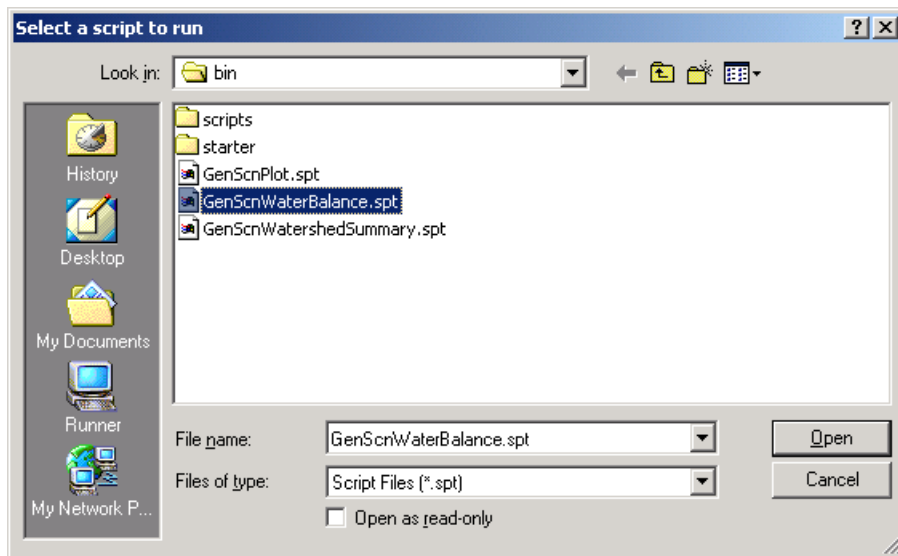 Select a script to run
Look in: bin
scripts
starter
GenScnPlot.spt
GenScnWaterBalance.spt
GenScnWatershedSummary.spt
History
Desktop
My Documents
Runner
My Network P...
File name: GenScnWaterBalance.spt Open
Files of type: Script Files (*.spt) Cancel
Open as read-only